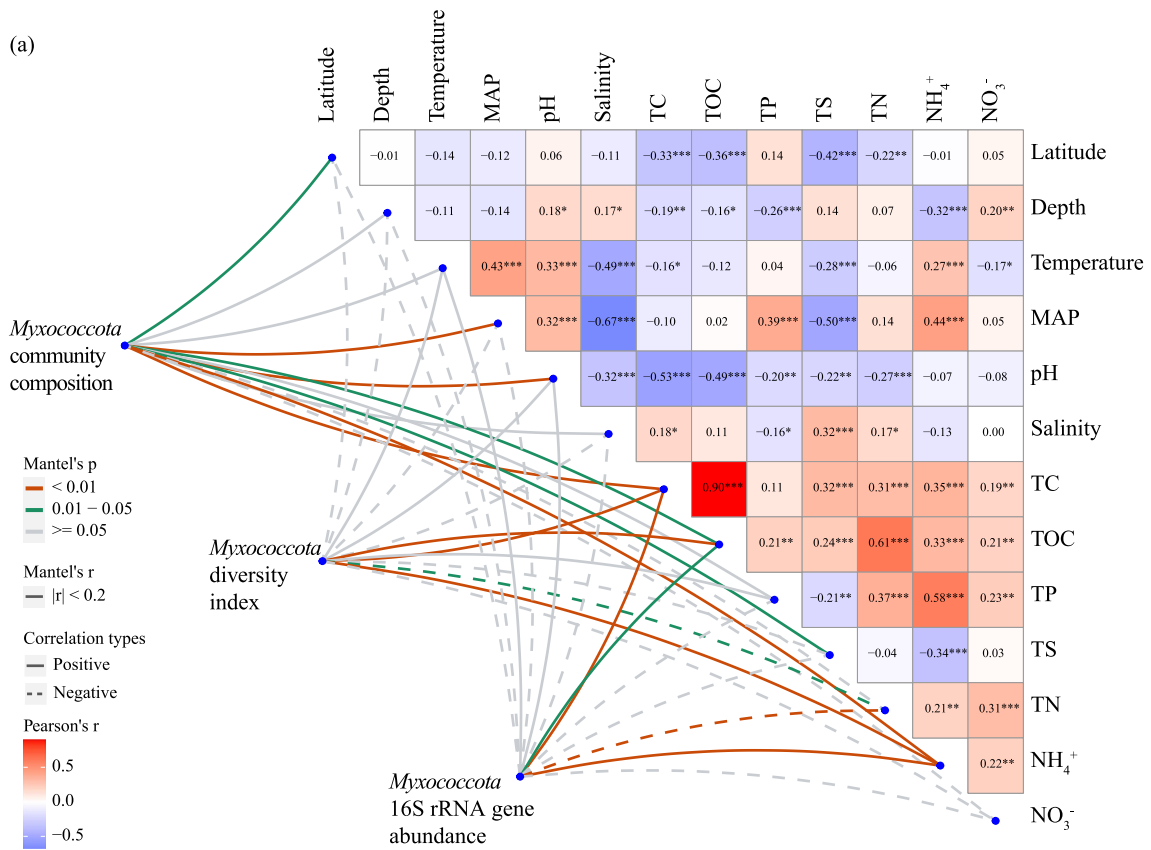 (a)
Latitude Depth Temperature MAP pH Salinity TC TOC TP TS TN NH₄⁺ NO₃⁻
−0.01 −0.14 −0.12 0.06 −0.11 −0.33*** −0.36*** 0.14 −0.42*** −0.22** −0.01 0.05 Latitude
−0.11 −0.14 0.18* 0.17* −0.19** −0.16* −0.26*** 0.14 0.07 −0.32*** 0.20** Depth
0.43*** 0.33*** −0.49*** −0.16* −0.12 0.04 −0.28*** −0.06 0.27*** −0.17* Temperature
0.32*** −0.67*** −0.10 0.02 0.39*** −0.50*** 0.14 0.44*** 0.05 MAP
−0.32*** −0.53*** −0.49*** −0.20** −0.22** −0.27*** −0.07 −0.08 pH
0.18* 0.11 −0.16* 0.32*** 0.17* −0.13 0.00 Salinity
0.90*** 0.11 0.32*** 0.31*** 0.35*** 0.19** TC
0.21** 0.24*** 0.61*** 0.33*** 0.21** TOC
−0.21** 0.37*** 0.58*** 0.23** TP
−0.04 −0.34*** 0.03 TS
0.21** 0.31*** TN
0.22** NH₄⁺
NO₃⁻
Myxococcota
community
composition
Myxococcota
diversity
index
Myxococcota
16S rRNA gene
abundance
Mantel's p
< 0.01
0.01 − 0.05
>= 0.05
Mantel's r
|r| < 0.2
Correlation types
Positive
Negative
Pearson's r
0.5
0.0
−0.5